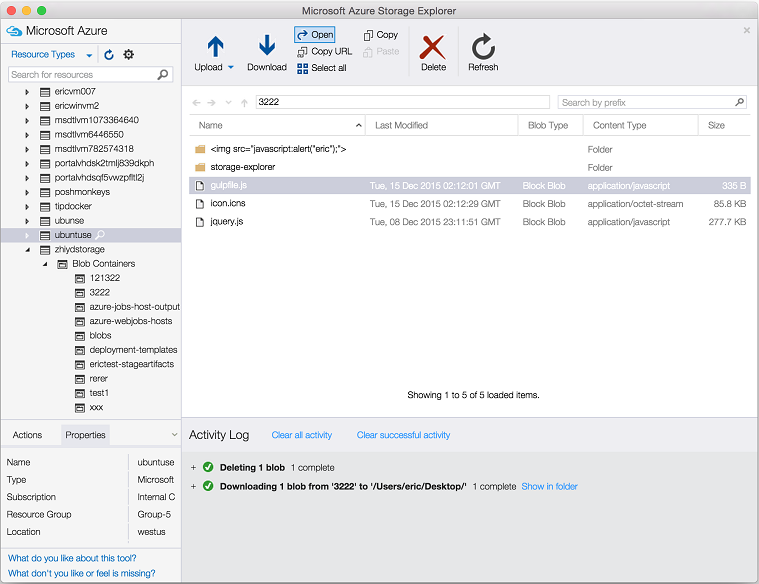 Microsoft Azure Storage Explorer
Microsoft Azure
Resource Types
Search for resources
ericvm007
ericwinvm2
msdtlvm1073364640
msdtlvm6446550
msdtlvm782574318
portalvhdsk2tmlj839dkph
portalvhdsqf5vwzpfltl2j
poshmonkeys
tipdocker
ubunse
ubuntuse
zhiydstorage
Blob Containers
121322
3222
azure-jobs-host-output
azure-webjobs-hosts
blobs
deployment-templates
erictest-stageartifacts
rerer
test1
xxx
Actions Properties
Name ubuntuse
Type Microsoft
Subscription Internal C
Resource Group Group-5
Location westus
What do you like about this tool?
What don't you like or feel is missing?
Upload Download Open Copy URL Select all Copy Paste Delete Refresh
3222 Search by prefix
Name Last Modified Blob Type Content Type Size
<img src="javascript:alert("eric");"> Folder
storage-explorer Folder
gulpfile.js Tue, 15 Dec 2015 02:12:01 GMT Block Blob application/javascript 335 B
icon.icns Tue, 15 Dec 2015 02:12:29 GMT Block Blob application/octet-stream 85.8 KB
jquery.js Tue, 08 Dec 2015 23:11:51 GMT Block Blob application/javascript 277.7 KB
Showing 1 to 5 of 5 loaded items.
Activity Log Clear all activity Clear successful activity
+ Deleting 1 blob 1 complete
+ Downloading 1 blob from '3222' to '/Users/eric/Desktop/' 1 complete Show in folder